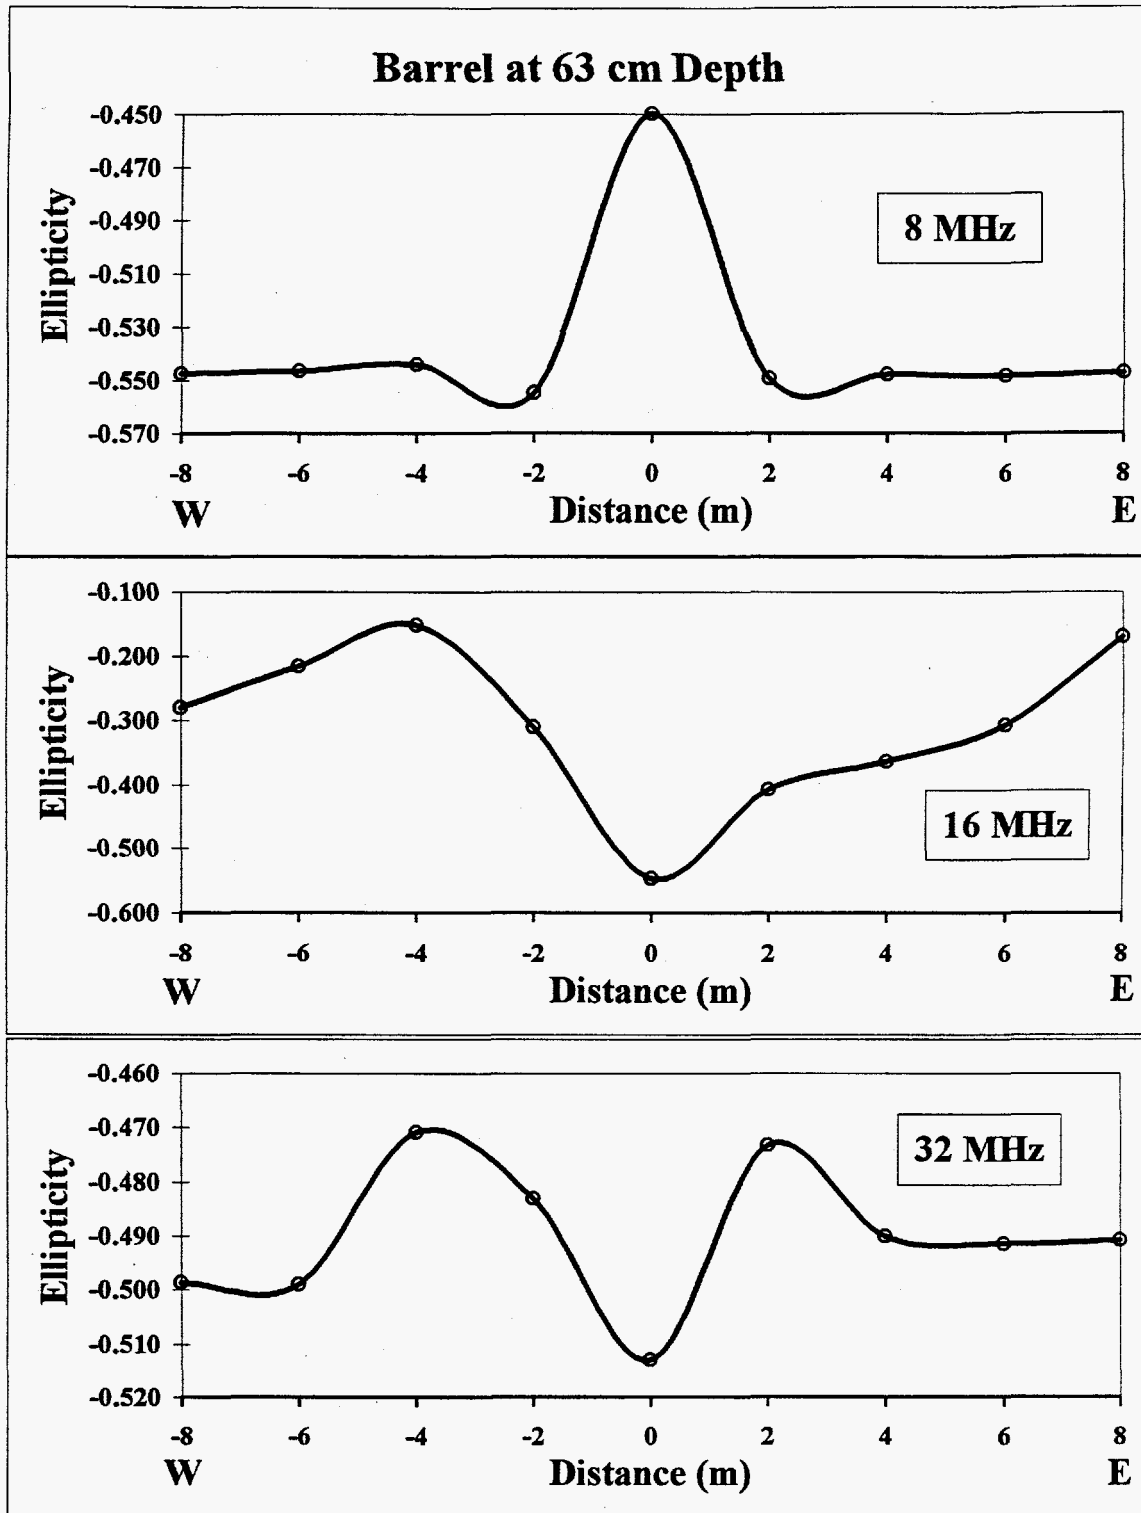 Barrel at 63 cm Depth
-0.450
-0.470
-0.490
-0.510
-0.530
-0.550
-0.570
Ellipticity
8 MHz
-8 -6 -4 -2 0 2 4 6 8
W Distance (m) E
-0.100
-0.200
-0.300
-0.400
-0.500
-0.600
Ellipticity
16 MHz
-8 -6 -4 -2 0 2 4 6 8
W Distance (m) E
-0.460
-0.470
-0.480
-0.490
-0.500
-0.510
-0.520
Ellipticity
32 MHz
-8 -6 -4 -2 0 2 4 6 8
W Distance (m) E